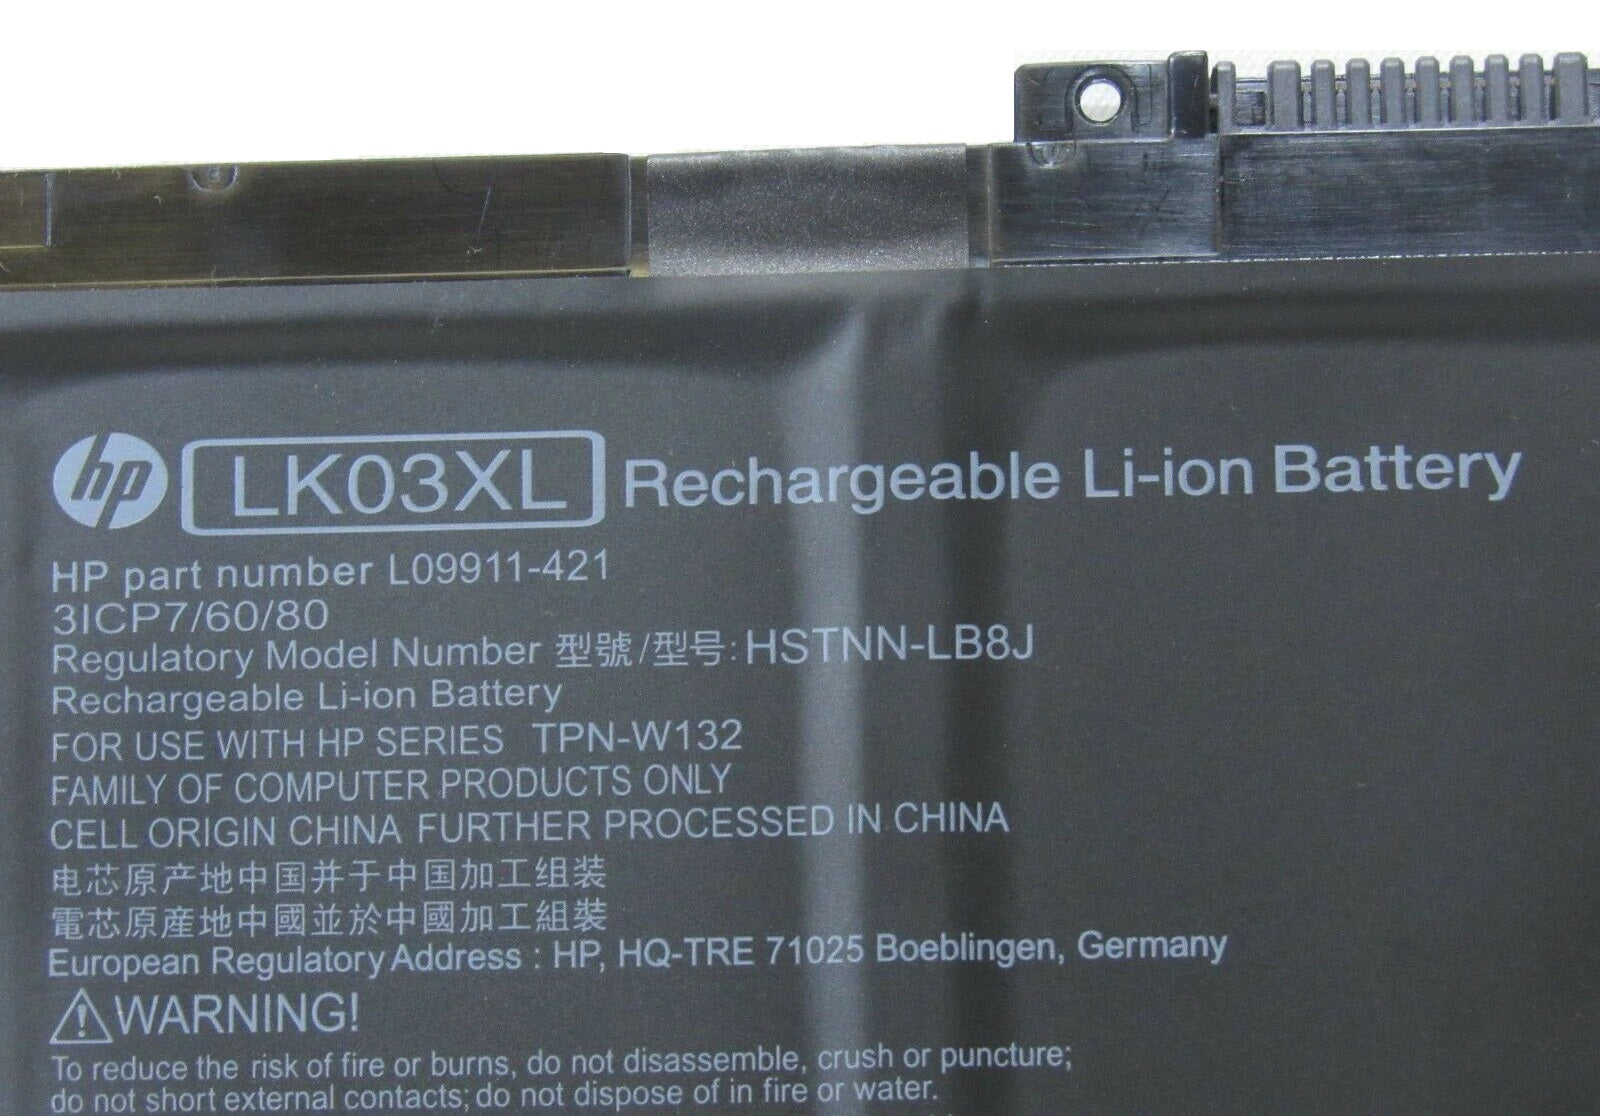 hp LK03XL Rechargeable Li-ion Battery
HP part number L09911-421
3ICP7/60/80
Regulatory Model Number 型號/型号: HSTNN-LB8J
Rechargeable Li-ion Battery
FOR USE WITH HP SERIES TPN-W132
FAMILY OF COMPUTER PRODUCTS ONLY
CELL ORIGIN CHINA FURTHER PROCESSED IN CHINA
电芯原产地中国并于中国加工组装
電芯原産地中國並於中國加工組裝
European Regulatory Address : HP, HQ-TRE 71025 Boeblingen, Germany
WARNING!
To reduce the risk of fire or burns, do not disassemble, crush or puncture;
do not short external contacts; do not dispose of in fire or water.